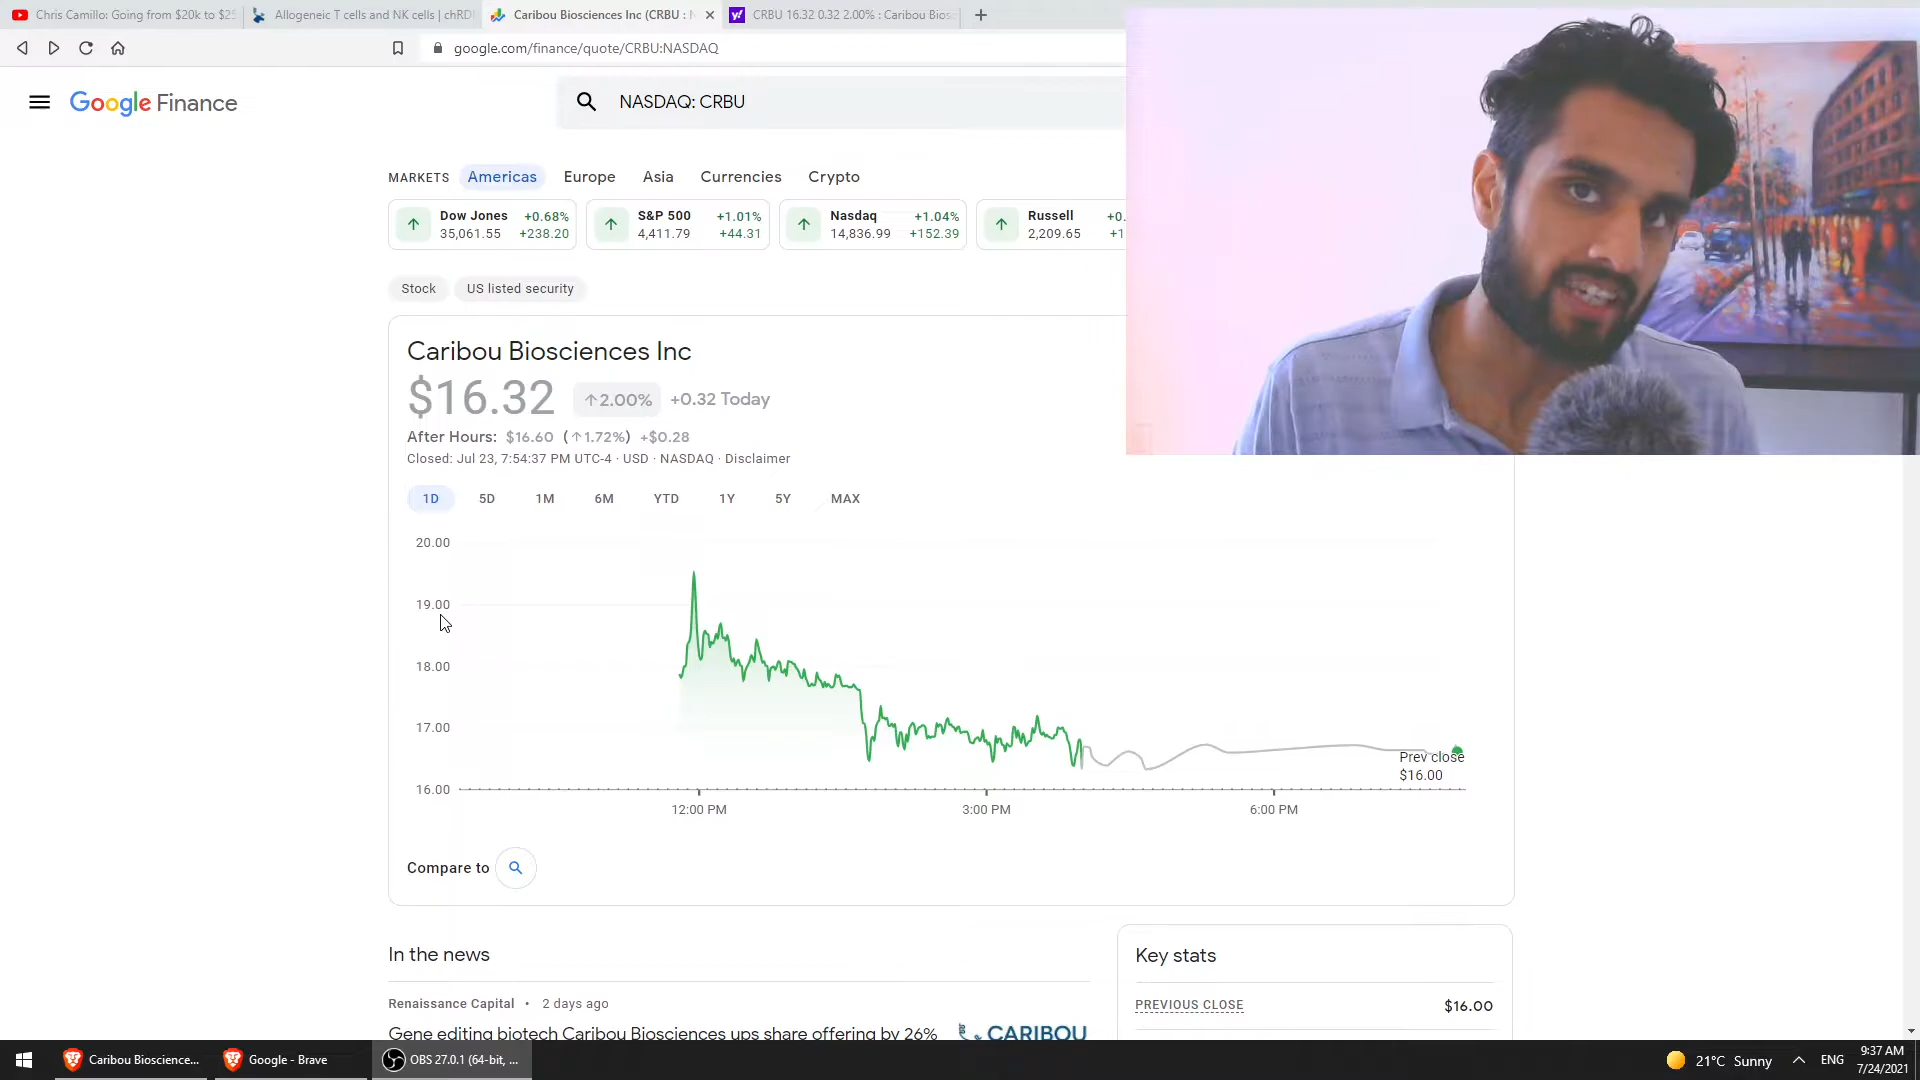 Chris Camillo: Going from $20k to $25
Allogeneic T cells and NK cells | chRD
Caribou Biosciences Inc (CRBU : N
CRBU 16.32 0.32 2.00% : Caribou Bios
google.com/finance/quote/CRBU:NASDAQ
Google Finance
NASDAQ: CRBU
MARKETS Americas Europe Asia Currencies Crypto
Dow Jones +0.68%
35,061.55 +238.20
S&P 500 +1.01%
4,411.79 +44.31
Nasdaq +1.04%
14,836.99 +152.39
Russell +0.
2,209.65 +1
Stock US listed security
Caribou Biosciences Inc
$16.32 ↑2.00% +0.32 Today
After Hours: $16.60 (↑1.72%) +$0.28
Closed: Jul 23, 7:54:37 PM UTC-4 · USD · NASDAQ · Disclaimer
1D 5D 1M 6M YTD 1Y 5Y MAX
20.00
19.00
18.00
17.00
16.00
Prev close
$16.00
12:00 PM 3:00 PM 6:00 PM
Compare to
In the news
Renaissance Capital • 2 days ago
Gene editing biotech Caribou Biosciences ups share offering by 26%
CARIBOU
Key stats
PREVIOUS CLOSE $16.00
Caribou Bioscience...
Google - Brave
OBS 27.0.1 (64-bit, ...
21°C Sunny
ENG
9:37 AM
7/24/2021